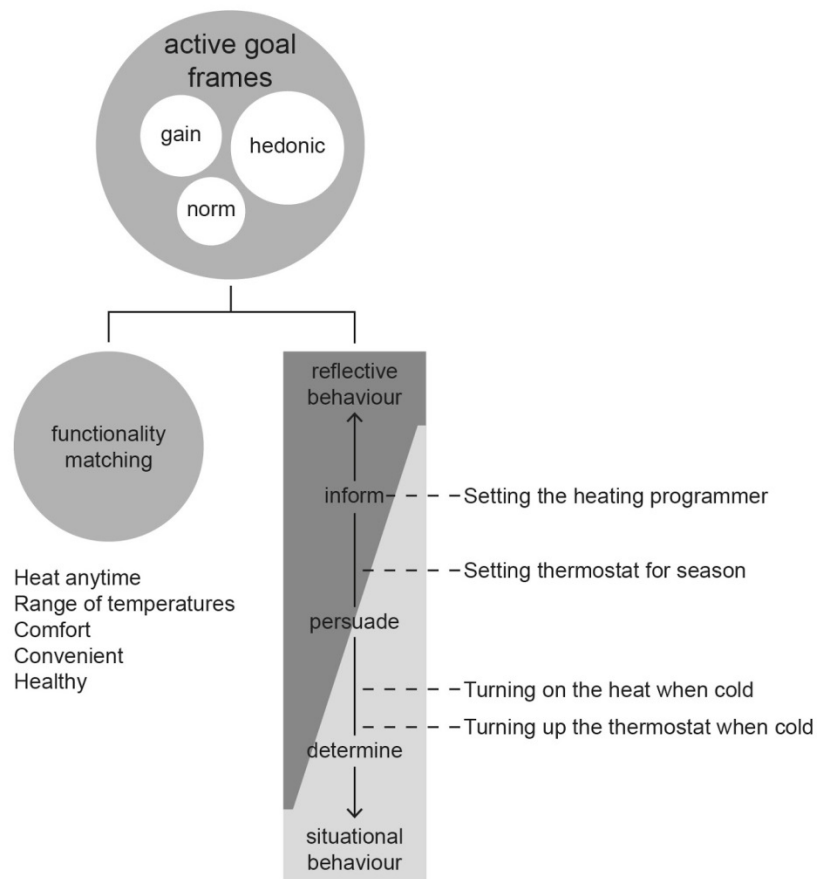 active goal
frames
gain
hedonic
norm
functionality
matching
Heat anytime
Range of temperatures
Comfort
Convenient
Healthy
reflective
behaviour
inform
persuade
determine
situational
behaviour
Setting the heating programmer
Setting thermostat for season
Turning on the heat when cold
Turning up the thermostat when cold